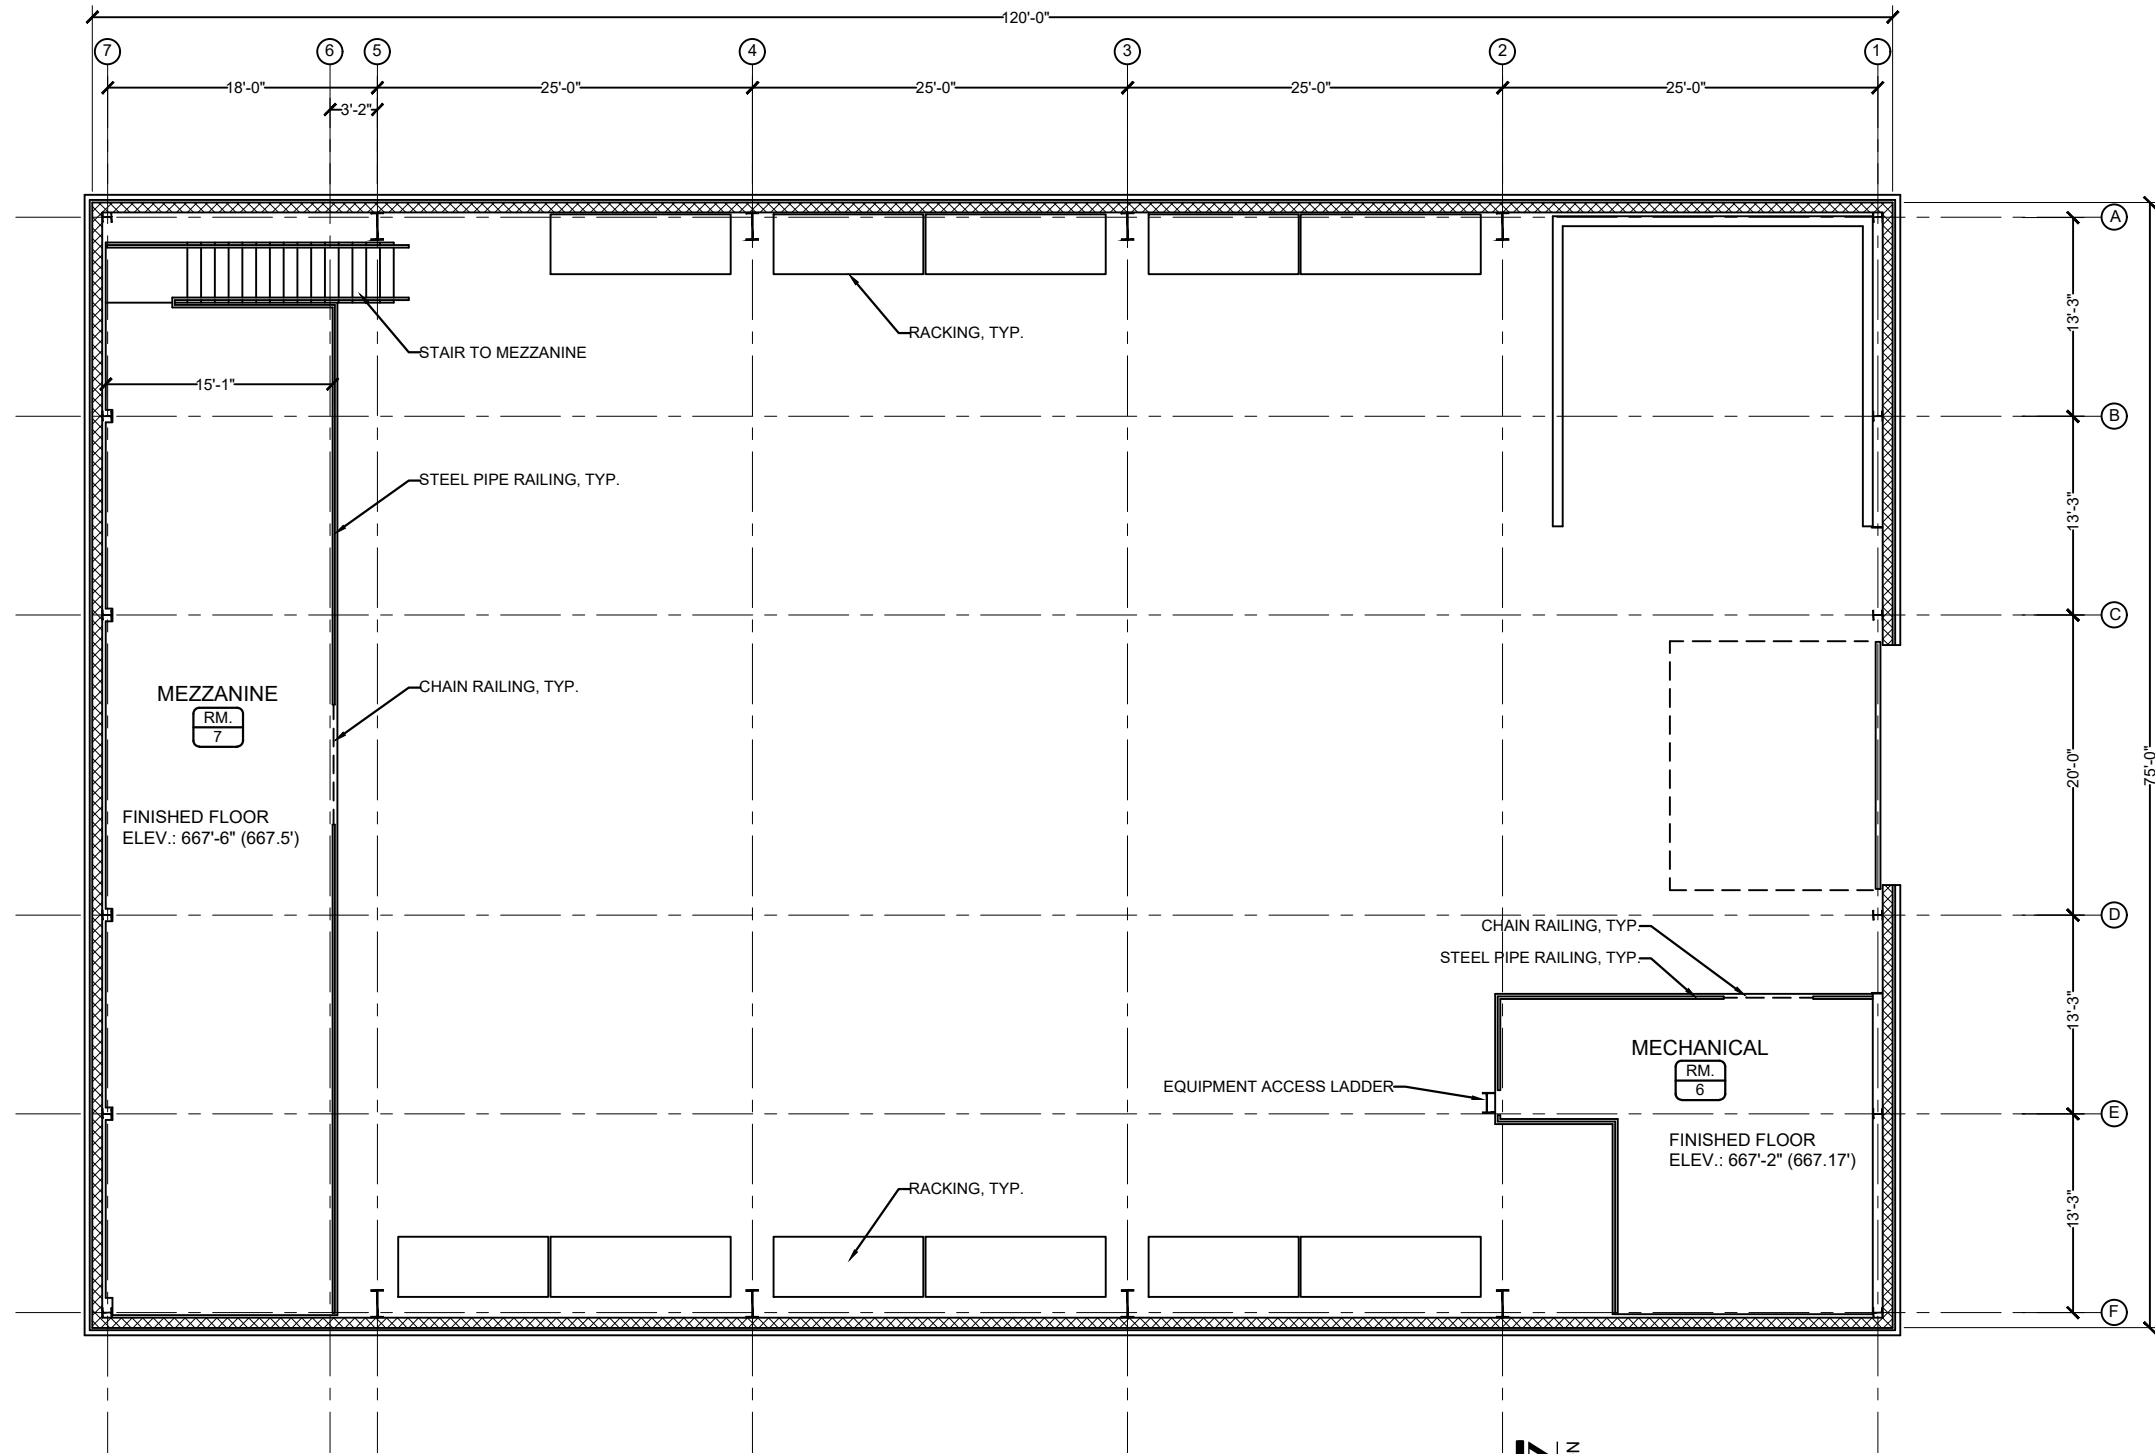 120'-0"
7
6
5
4
3
2
1
18'-0"
25'-0"
25'-0"
25'-0"
25'-0"
3'-2"
A
13'-3"
RACKING, TYP.
STAIR TO MEZZANINE
15'-1"
B
STEEL PIPE RAILING, TYP.
13'-3"
C
CHAIN RAILING, TYP.
MEZZANINE
RM.
7
20'-0"
75'-0"
FINISHED FLOOR
ELEV.: 667'-6" (667.5')
D
CHAIN RAILING, TYP.
STEEL PIPE RAILING, TYP.
13'-3"
MECHANICAL
RM.
6
EQUIPMENT ACCESS LADDER
E
FINISHED FLOOR
ELEV.: 667'-2" (667.17')
RACKING, TYP.
13'-3"
F
N